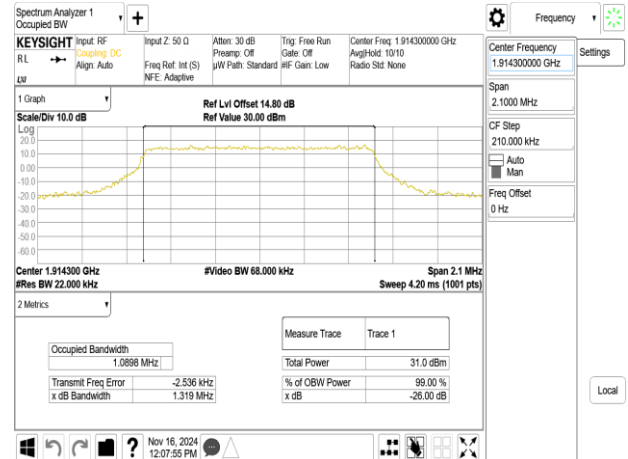 Spectrum Analyzer 1
Occupied BW
Frequency
KEYSIGHT
RL
LXI
Input: RF
Coupling: DC
Align: Auto
Input Z: 50 Ω
Freq Ref: Int (S)
NFE: Adaptive
Atten: 30 dB
Preamp: Off
µW Path: Standard
Trig: Free Run
Gate: Off
#IF Gain: Low
Center Freq: 1.914300000 GHz
Avg|Hold: 10/10
Radio Std: None
Center Frequency
1.914300000 GHz
Settings
Span
2.1000 MHz
CF Step
210.000 kHz
Auto
Man
Freq Offset
0 Hz
Local
1 Graph
Scale/Div 10.0 dB
Ref Lvl Offset 14.80 dB
Ref Value 30.00 dBm
Log
20.0
10.0
0.00
-10.0
-20.0
-30.0
-40.0
-50.0
-60.0
Center 1.914300 GHz
#Video BW 68.000 kHz
Span 2.1 MHz
#Res BW 22.000 kHz
Sweep 4.20 ms (1001 pts)
2 Metrics
Measure Trace
Trace 1
Occupied Bandwidth
1.0898 MHz
Total Power
31.0 dBm
Transmit Freq Error
-2.536 kHz
% of OBW Power
99.00 %
x dB Bandwidth
1.319 MHz
x dB
-26.00 dB
?
Nov 16, 2024
12:07:55 PM